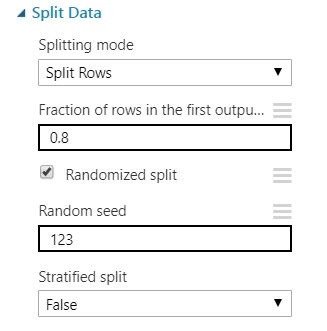 Split Data
Splitting mode
Split Rows
Fraction of rows in the first outpu...
0.8
Randomized split
Random seed
123
Stratified split
False